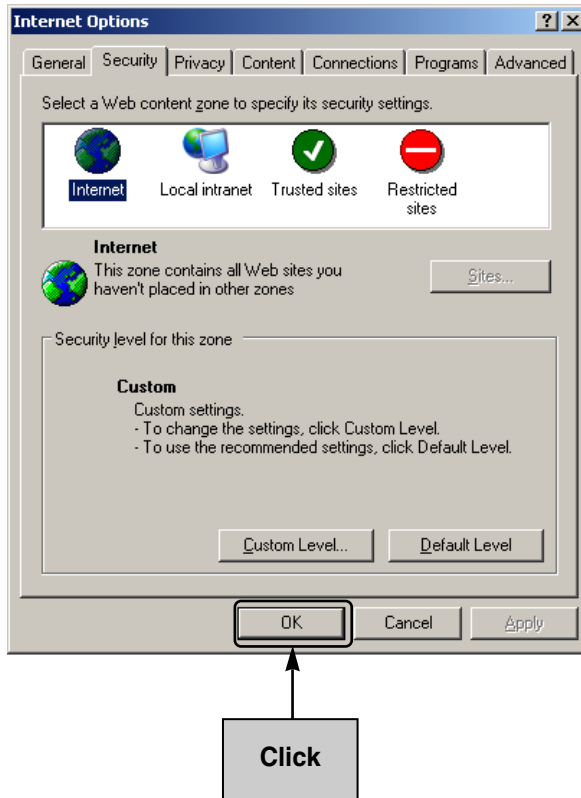 Internet Options
General Security Privacy Content Connections Programs Advanced
Select a Web content zone to specify its security settings.
Internet Local intranet Trusted sites Restricted sites
Internet
This zone contains all Web sites you
haven't placed in other zones
Sites...
Security level for this zone
Custom
Custom settings.
- To change the settings, click Custom Level.
- To use the recommended settings, click Default Level.
Custom Level... Default Level
OK Cancel Apply
Click